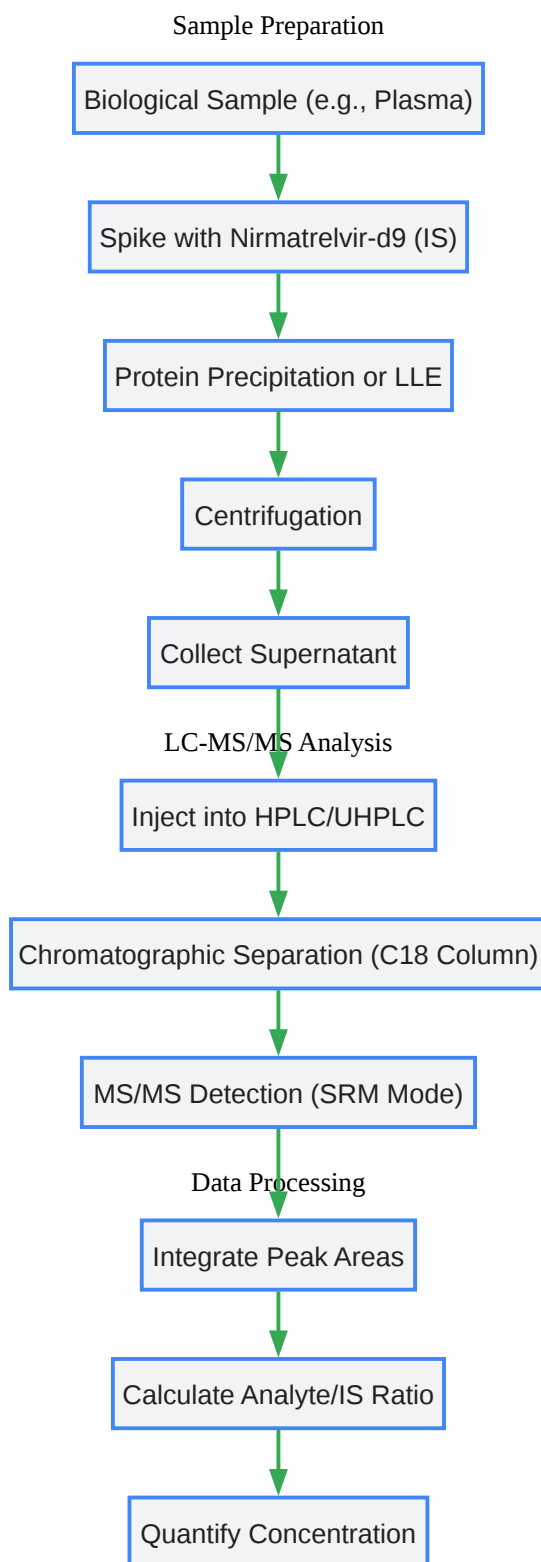 Sample Preparation
Biological Sample (e.g., Plasma)
Spike with Nirmatrelvir-d9 (IS)
Protein Precipitation or LLE
Centrifugation
Collect Supernatant
LC-MS/MS Analysis
Inject into HPLC/UHPLC
Chromatographic Separation (C18 Column)
MS/MS Detection (SRM Mode)
Data Processing
Integrate Peak Areas
Calculate Analyte/IS Ratio
Quantify Concentration